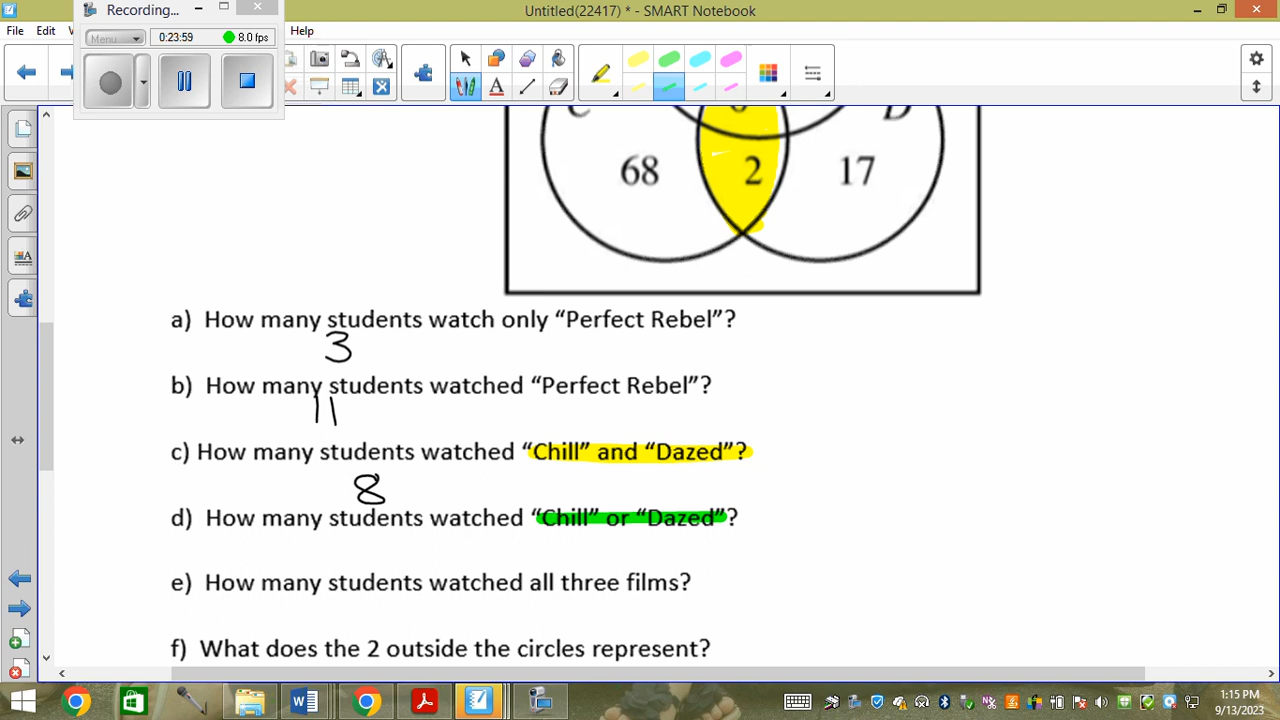 Recording...
Untitled(22417) * - SMART Notebook
File Edit Help
Menu 0:23:59 8.0 fps
C D
68 2 17
a) How many students watch only “Perfect Rebel”?
3
b) How many students watched “Perfect Rebel”?
11
c) How many students watched “Chill” and “Dazed”?
8
d) How many students watched “Chill” or “Dazed”?
e) How many students watched all three films?
f) What does the 2 outside the circles represent?
1:15 PM
9/13/2023